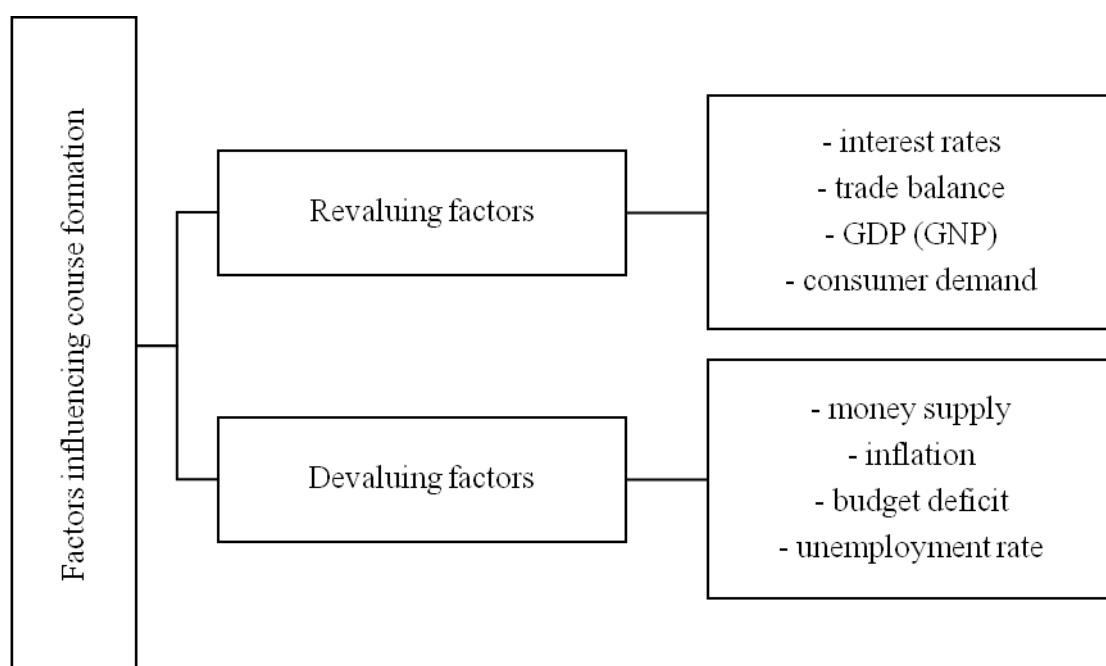 Factors influencing course formation
Revaluing factors
- interest rates
- trade balance
- GDP (GNP)
- consumer demand
Devaluing factors
- money supply
- inflation
- budget deficit
- unemployment rate